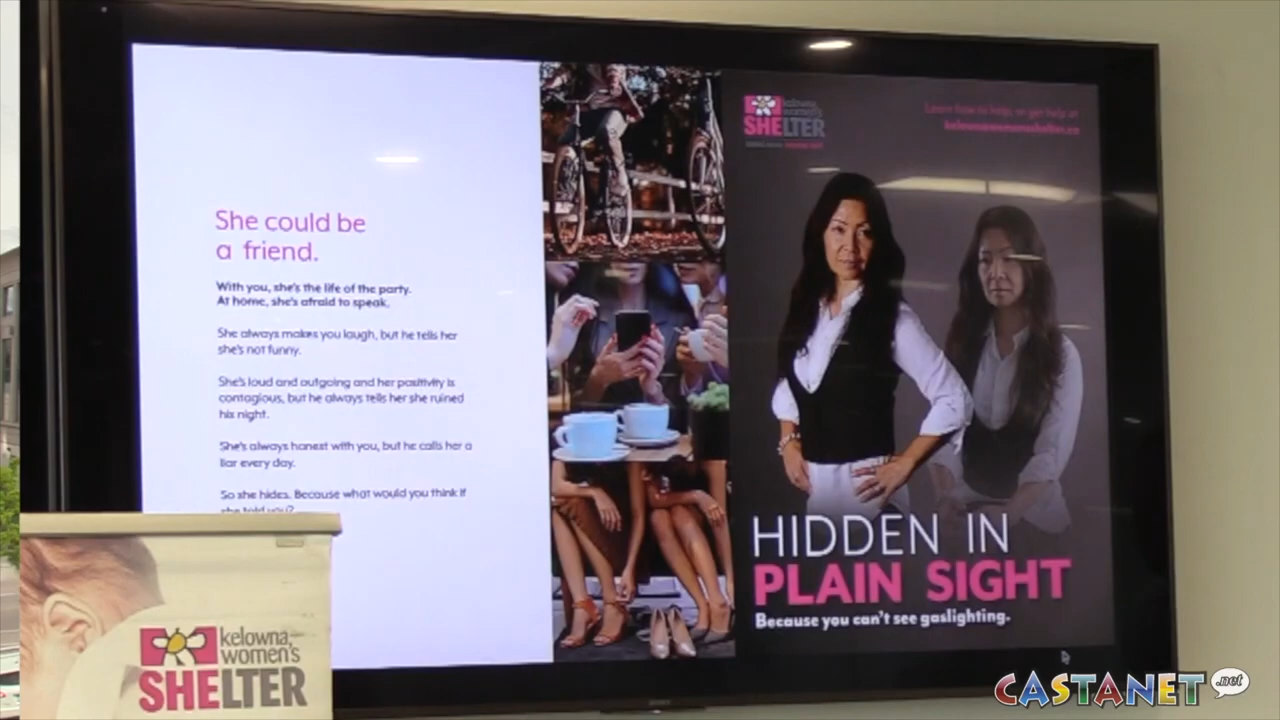 She could be
a friend.
With you, she's the life of the party.
At home, she's afraid to speak.
She always makes you laugh, but he tells her
she's not funny.
She's loud and outgoing and her positivity is
contagious, but he always tells her she ruined
his night.
She's always honest with you, but he calls her a
liar every day.
So she hides. Because what would you think if
she told you?
kelowna
women's
SHELTER
Learn how to help, or get help at
kelownawomensshelter.ca
HIDDEN IN
PLAIN SIGHT
Because you can't see gaslighting.
kelowna
women's
SHELTER
CASTANET.net